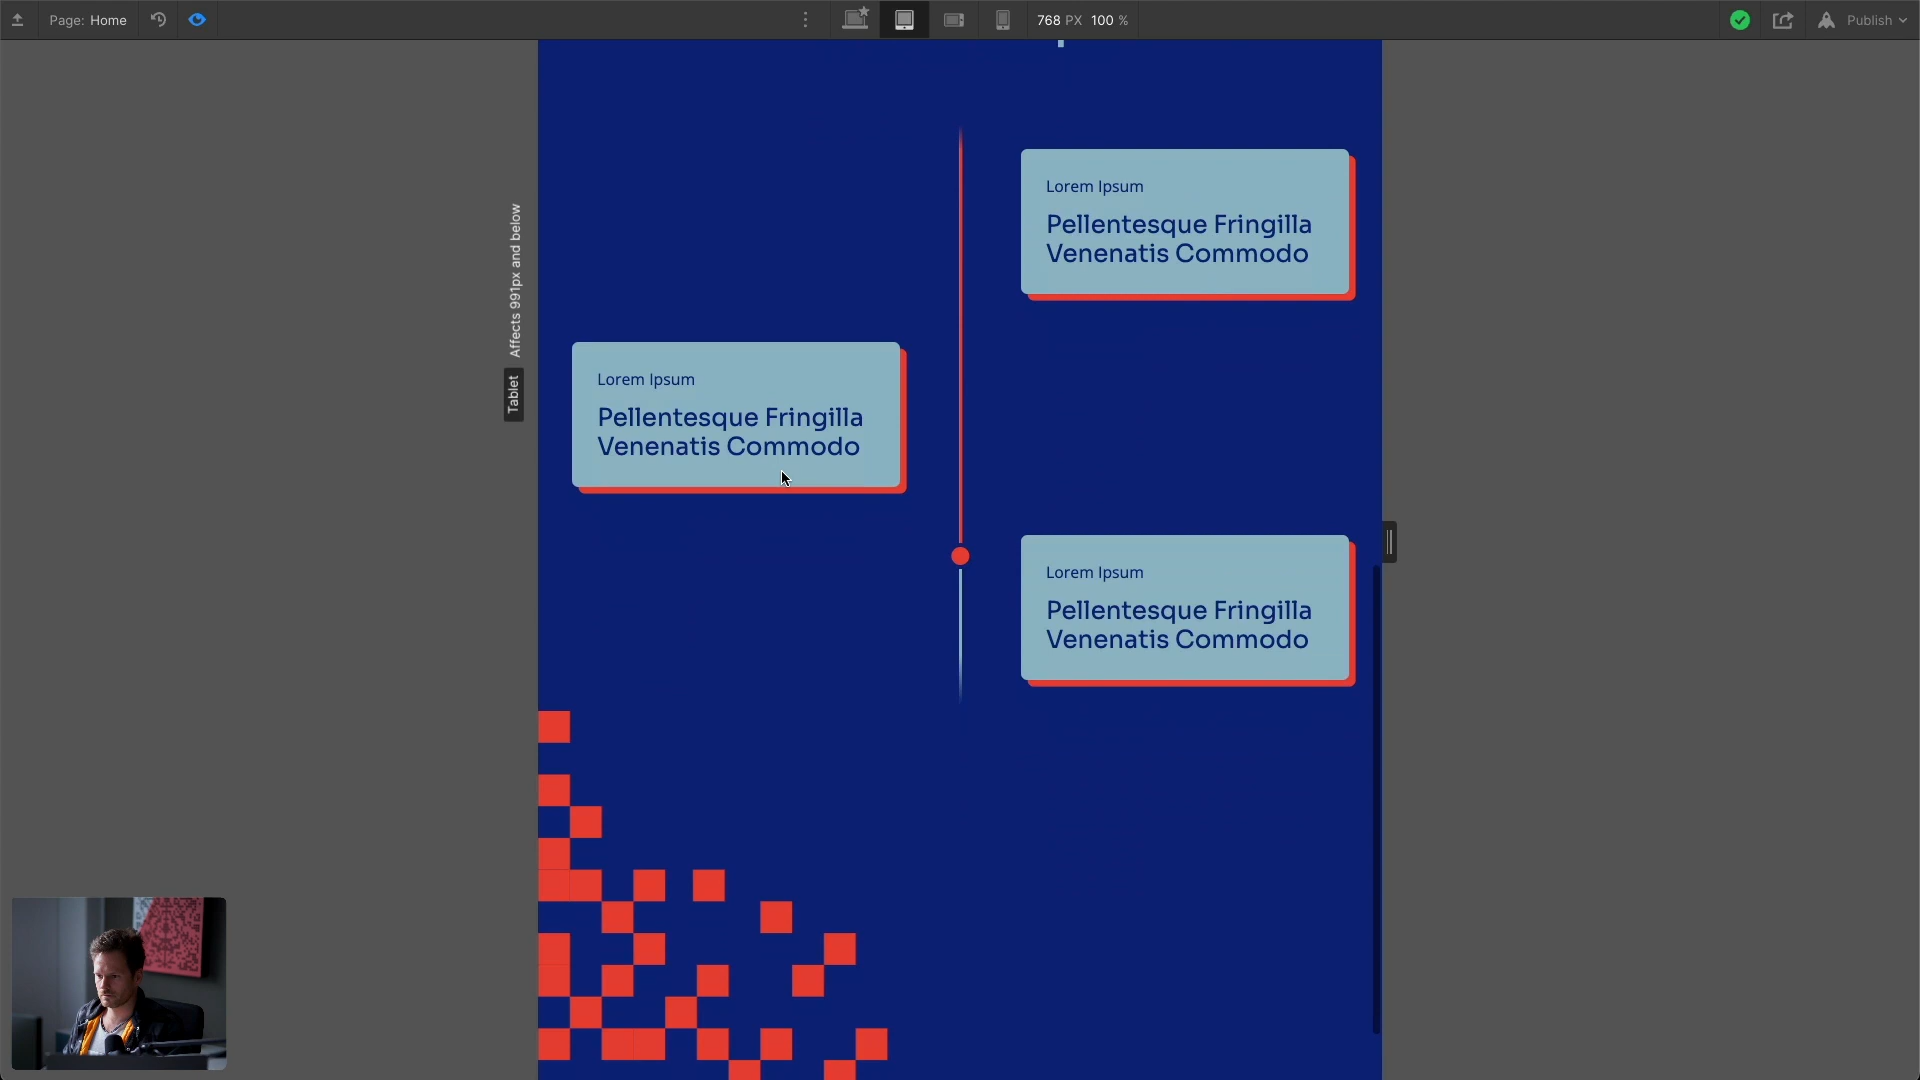 Page: Home
768 PX 100 %
Publish
Lorem Ipsum
Pellentesque Fringilla
Venenatis Commodo
Tablet Affects 991px and below
Lorem Ipsum
Pellentesque Fringilla
Venenatis Commodo
Lorem Ipsum
Pellentesque Fringilla
Venenatis Commodo